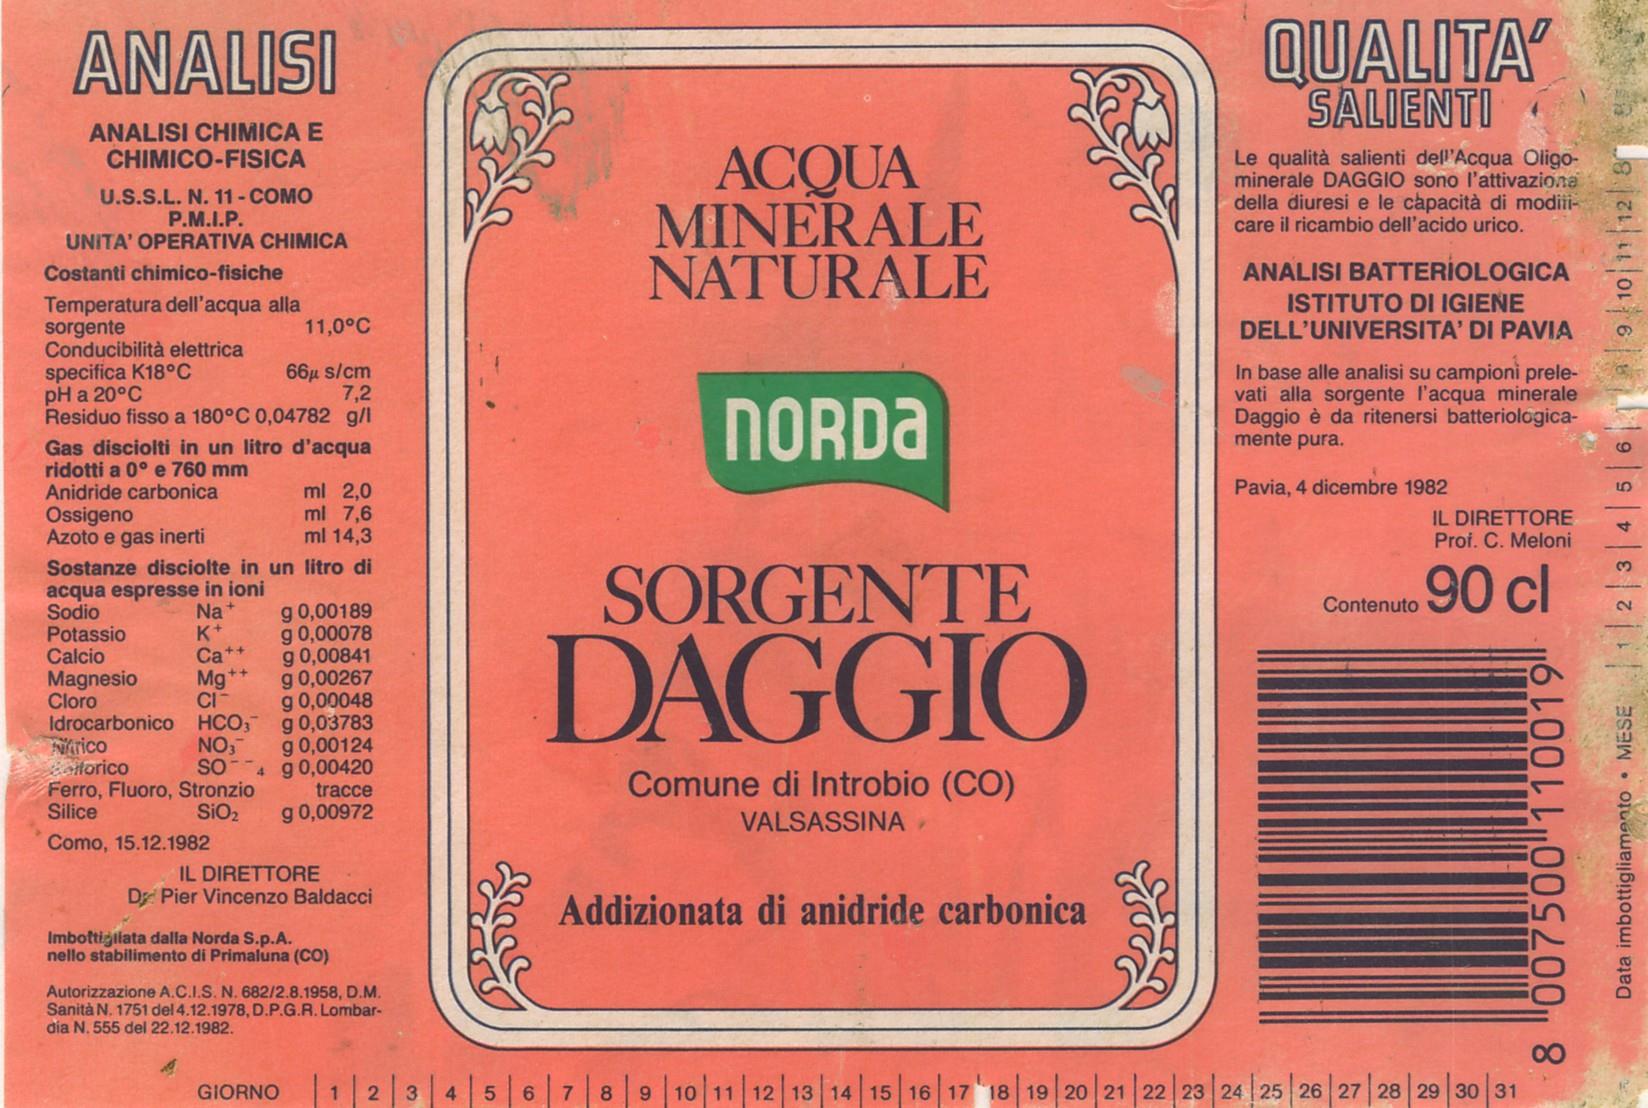 ANALISI
ANALISI CHIMICA E
CHIMICO-FISICA
U.S.S.L. N. 11 - COMO
P.M.I.P.
UNITA' OPERATIVA CHIMICA
Costanti chimico-fisiche
Temperatura dell'acqua alla
sorgente 11,0°C
Conducibilità elettrica
specifica K18°C 66µ s/cm
pH a 20°C 7,2
Residuo fisso a 180°C 0,04782 g/l
Gas disciolti in un litro d'acqua
ridotti a 0° e 760 mm
Anidride carbonica ml 2,0
Ossigeno ml 7,6
Azoto e gas inerti ml 14,3
Sostanze disciolte in un litro di
acqua espresse in ioni
Sodio Na⁺ g 0,00189
Potassio K⁺ g 0,00078
Calcio Ca⁺⁺ g 0,00841
Magnesio Mg⁺⁺ g 0,00267
Cloro Cl⁻ g 0,00048
Idrocarbonico HCO₃⁻ g 0,03783
Nitrico NO₃⁻ g 0,00124
Solforico SO⁻⁻₄ g 0,00420
Ferro, Fluoro, Stronzio tracce
Silice SiO₂ g 0,00972
Como, 15.12.1982
IL DIRETTORE
Dr Pier Vincenzo Baldacci
Imbottigliata dalla Norda S.p.A.
nello stabilimento di Primaluna (CO)
Autorizzazione A.C.I.S. N. 682/2.8.1958, D.M.
Sanità N. 1751 del 4.12.1978, D.P.G.R. Lombar-
dia N. 555 del 22.12.1982.
ACQUA
MINERALE
NATURALE
NORDA
SORGENTE
DAGGIO
Comune di Introbio (CO)
VALSASSINA
Addizionata di anidride carbonica
QUALITA'
SALIENTI
Le qualità salienti dell'Acqua Oligo-
minerale DAGGIO sono l'attivazione
della diuresi e le capacità di modifi-
care il ricambio dell'acido urico.
ANALISI BATTERIOLOGICA
ISTITUTO DI IGIENE
DELL'UNIVERSITA' DI PAVIA
In base alle analisi su campioni prele-
vati alla sorgente l'acqua minerale
Daggio è da ritenersi batteriologica-
mente pura.
Pavia, 4 dicembre 1982
IL DIRETTORE
Prof. C. Meloni
Contenuto 90 cl
8 007500 110019
Data imbottigliamento • MESE 1 2 3 4 5 6 8 9 10 11 12 8
GIORNO 1 2 3 4 5 6 7 8 9 10 11 12 13 14 15 16 17 18 19 20 21 22 23 24 25 26 27 28 29 30 31